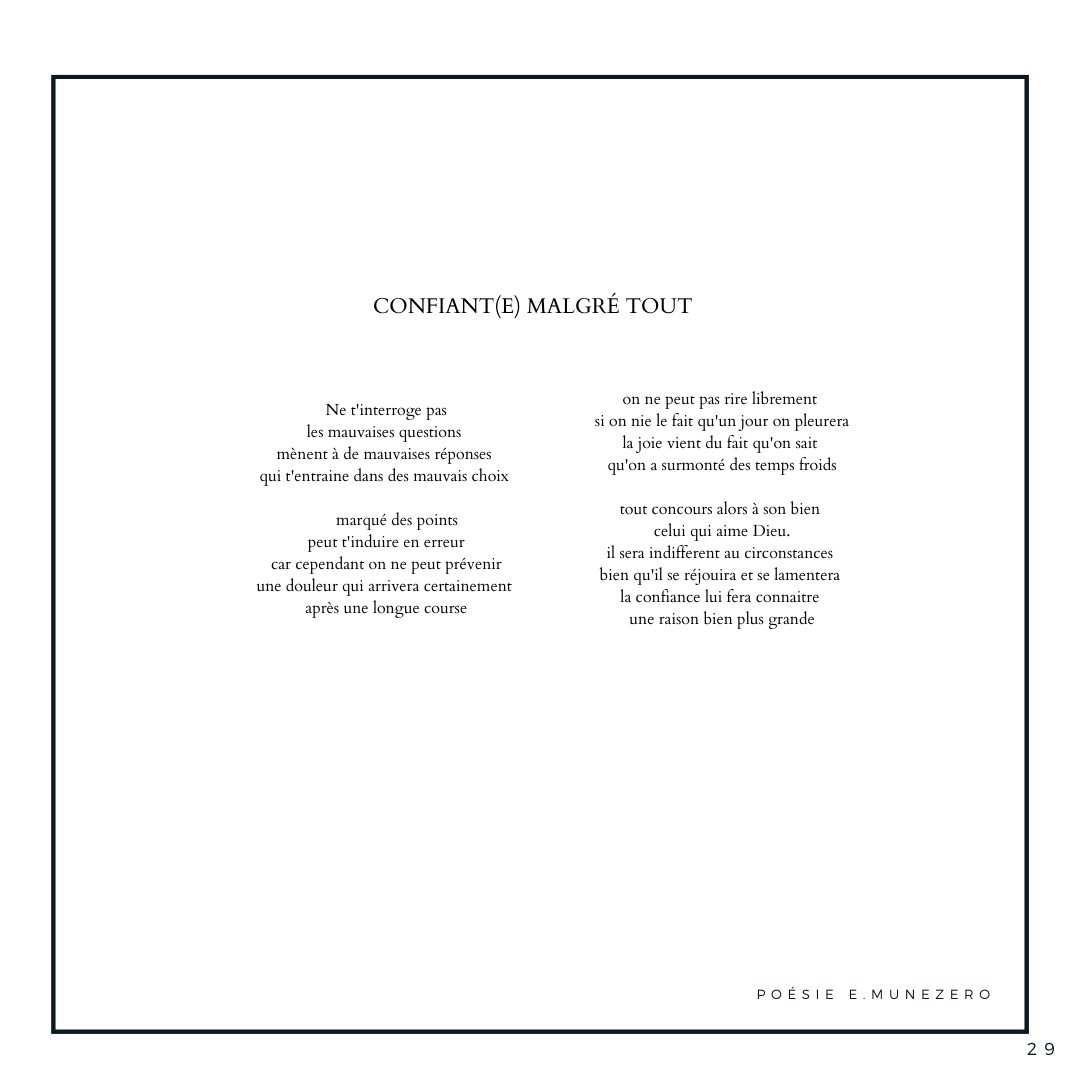 CONFIANT(E) MALGRÉ TOUT
Ne t'interroge pas
les mauvaises questions
mènent à de mauvaises réponses
qui t'entraine dans des mauvais choix
marqué des points
peut t'induire en erreur
car cependant on ne peut prévenir
une douleur qui arrivera certainement
après une longue course
on ne peut pas rire librement
si on nie le fait qu'un jour on pleurera
la joie vient du fait qu'on sait
qu'on a surmonté des temps froids
tout concours alors à son bien
celui qui aime Dieu.
il sera indifferent au circonstances
bien qu'il se réjouira et se lamentera
la confiance lui fera connaitre
une raison bien plus grande
POÉSIE E.MUNEZERO
29